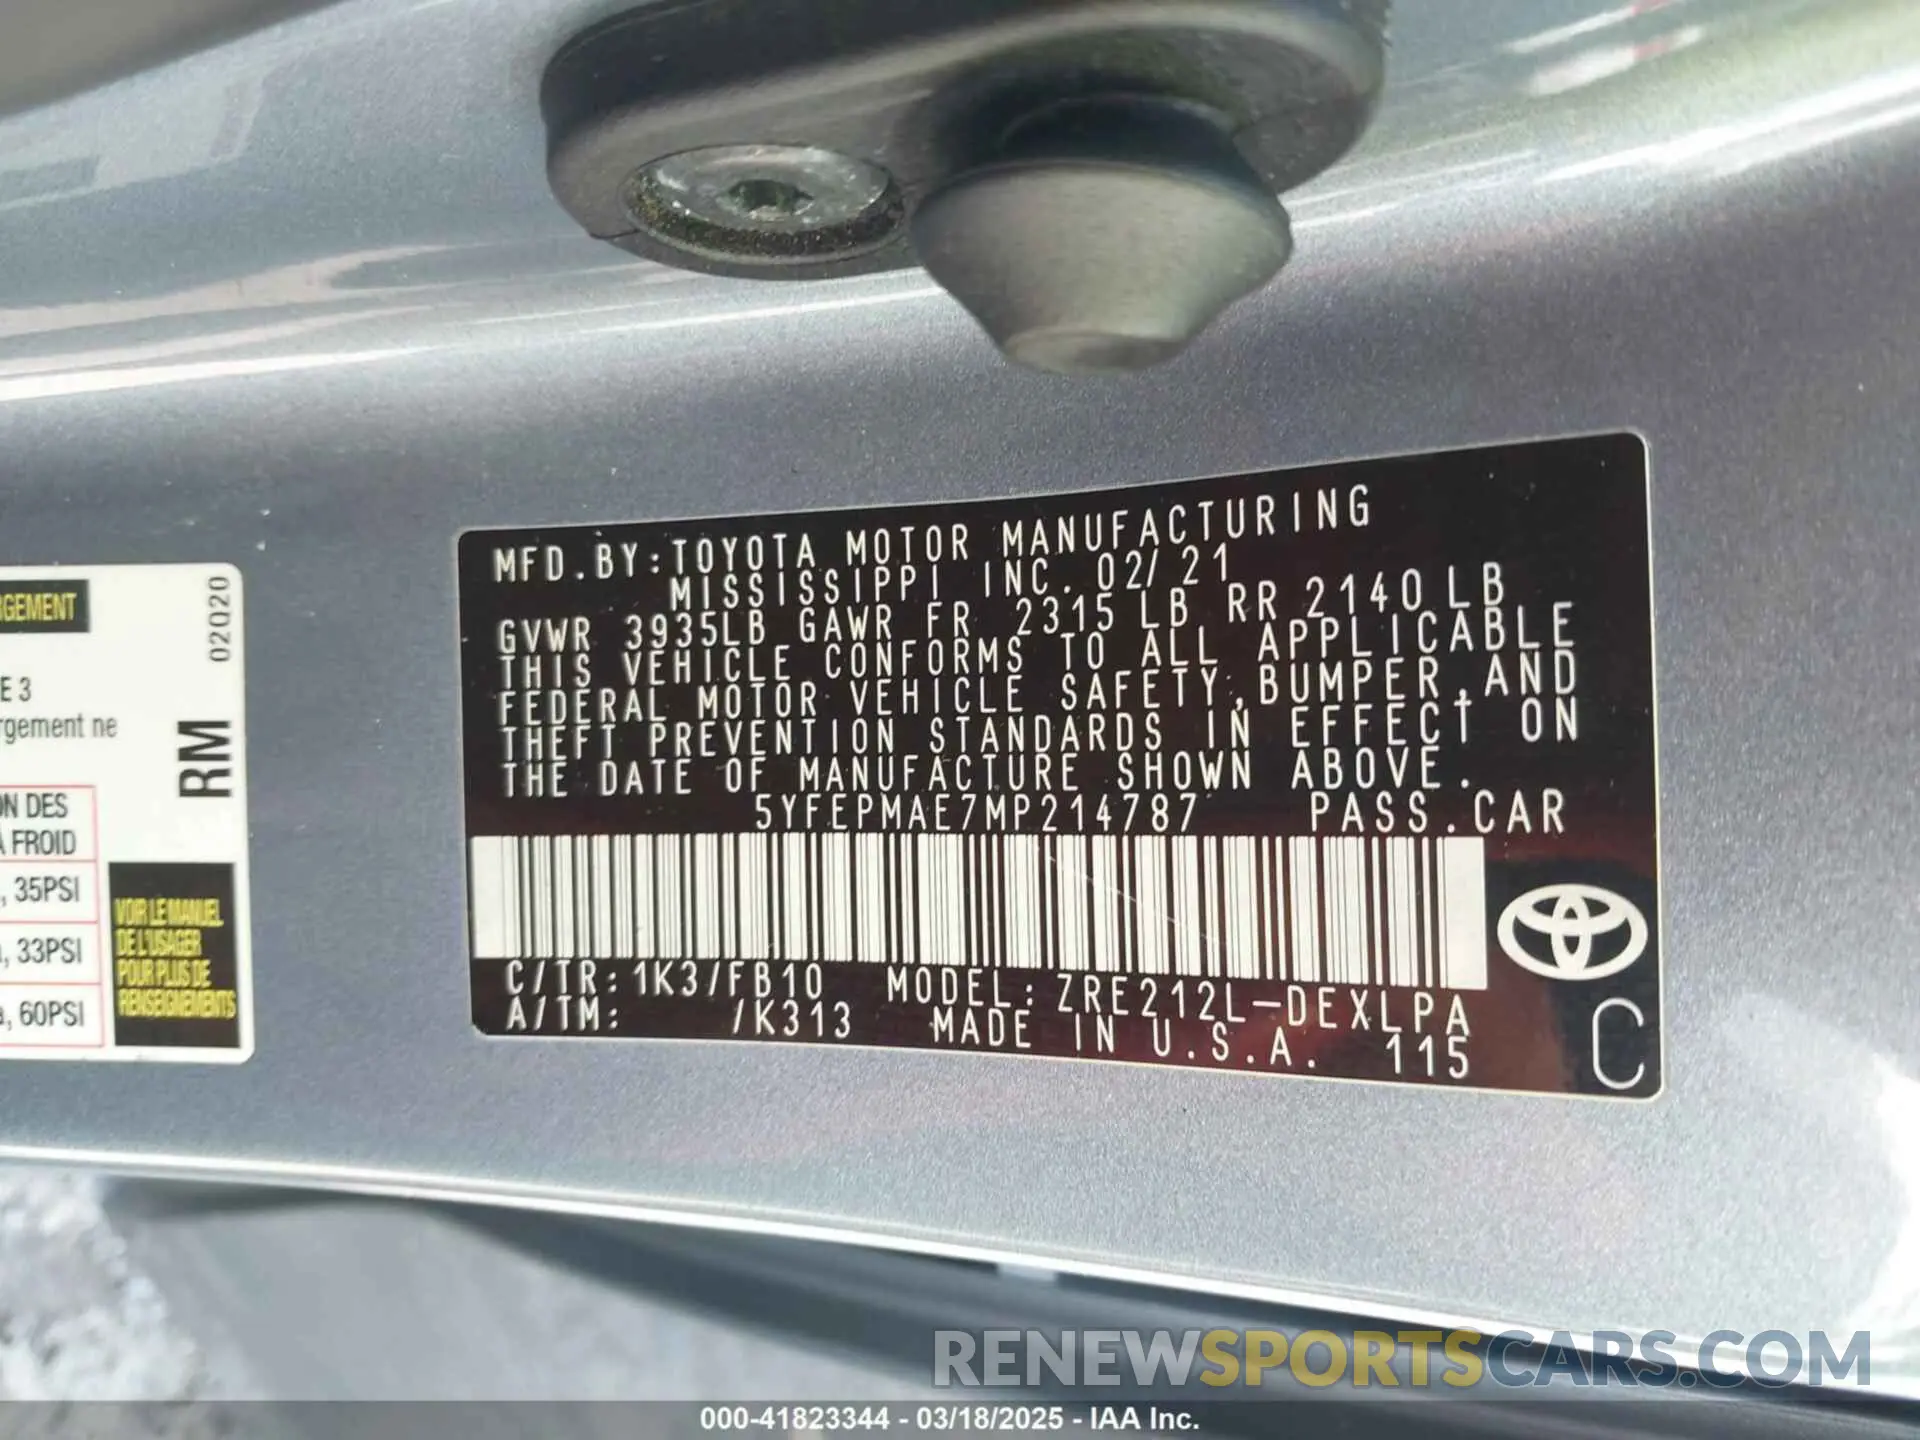 MFD.BY:TOYOTA MOTOR MANUFACTURING
MISSISSIPPI INC. 02/21
GVWR 3935LB GAWR FR 2315 LB RR 2140 LB
THIS VEHICLE CONFORMS TO ALL APPLICABLE
FEDERAL MOTOR VEHICLE SAFETY,BUMPER,AND
THEFT PREVENTION STANDARDS IN EFFECT ON
THE DATE OF MANUFACTURE SHOWN ABOVE.
5YFEPMAE7MP214787 PASS.CAR
C/TR:1K3/FB10 MODEL:ZRE212L-DEXLPA
A/TM: /K313 MADE IN U.S.A. 115
C
RGEMENT
02020
E 3
rgement ne
RM
ON DES
À FROID
, 35PSI
, 33PSI
, 60PSI
VOIR LE MANUEL
DE L'USAGER
POUR PLUS DE
RENSEIGNEMENTS
RENEWSPORTSCARS.COM
000-41823344 - 03/18/2025 - IAA Inc.